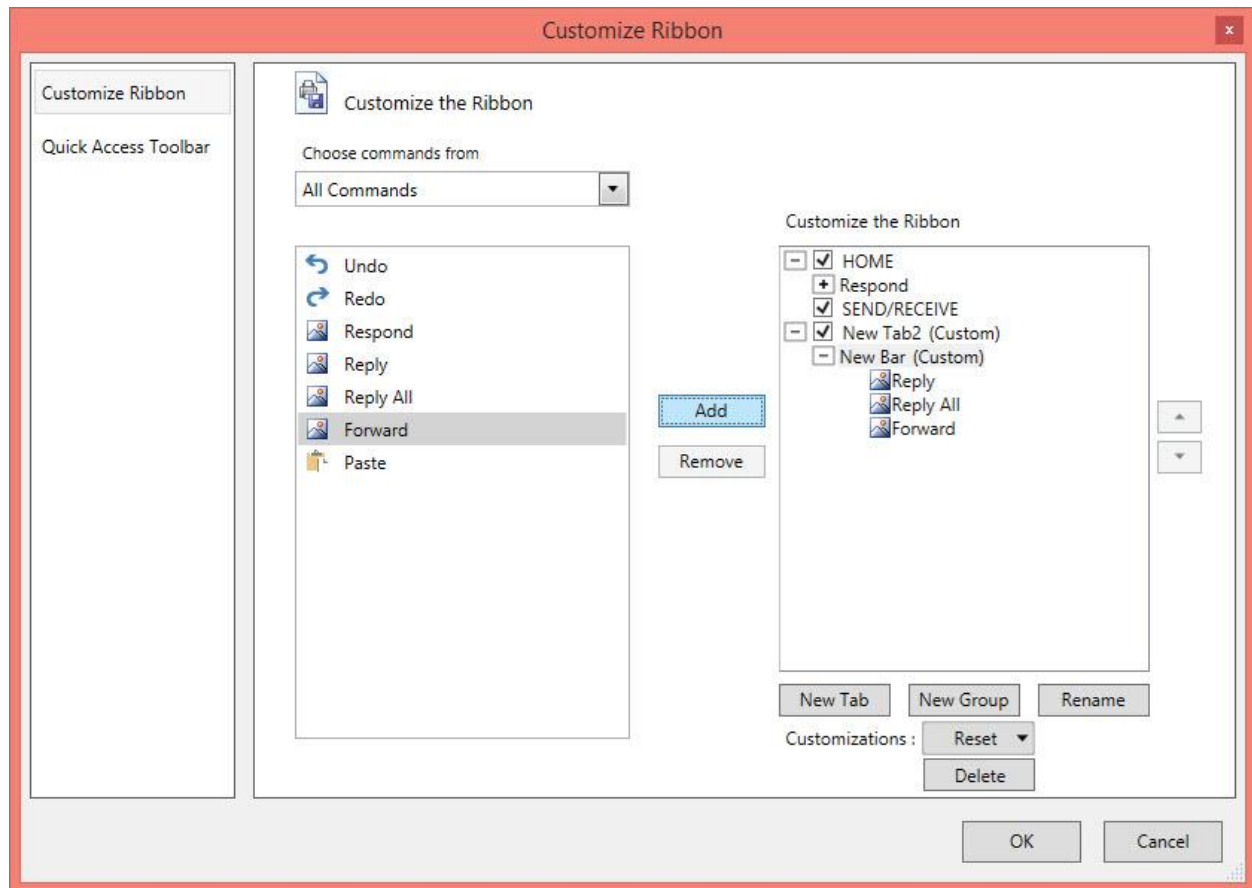 Customize Ribbon
x
Customize Ribbon
Quick Access Toolbar
Customize the Ribbon
Choose commands from
All Commands
Undo
Redo
Respond
Reply
Reply All
Forward
Paste
Add
Remove
Customize the Ribbon
HOME
Respond
SEND/RECEIVE
New Tab2 (Custom)
New Bar (Custom)
Reply
Reply All
Forward
New Tab New Group Rename
Customizations : Reset
Delete
OK Cancel